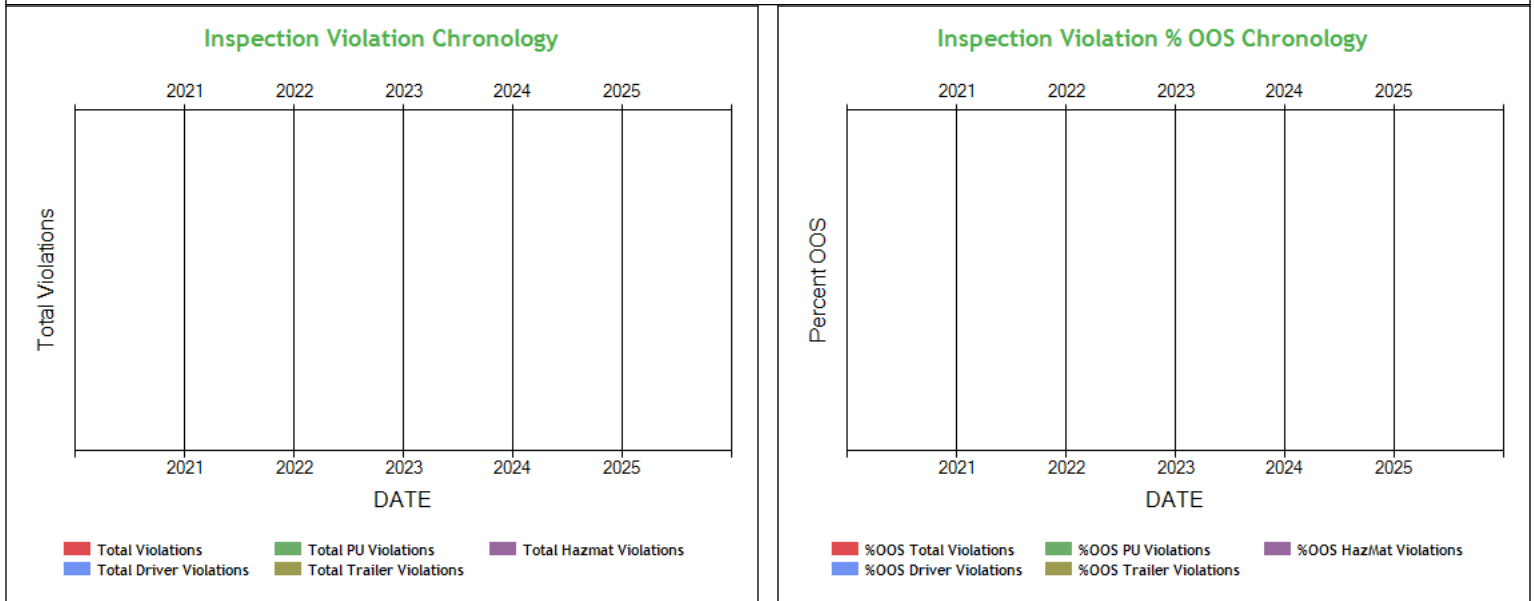 Inspection Violation Chronology
2021 2022 2023 2024 2025
Total Violations
2021 2022 2023 2024 2025
DATE
Total Violations Total PU Violations Total Hazmat Violations
Total Driver Violations Total Trailer Violations
Inspection Violation % OOS Chronology
2021 2022 2023 2024 2025
Percent OOS
2021 2022 2023 2024 2025
DATE
%OOS Total Violations %OOS PU Violations %OOS HazMat Violations
%OOS Driver Violations %OOS Trailer Violations